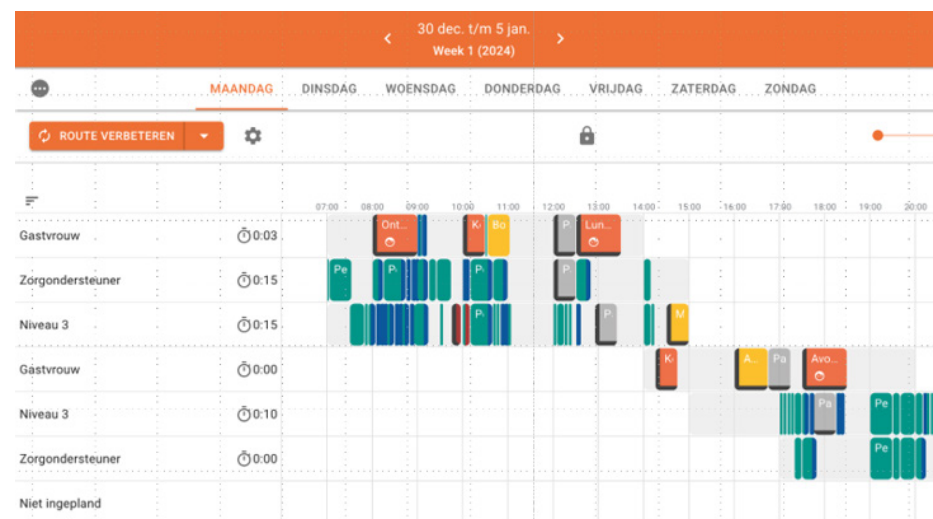 30 dec. t/m 5 jan.
Week 1 (2024)
MAANDAG DINSDAG WOENSDAG DONDERDAG VRIJDAG ZATERDAG ZONDAG
ROUTE VERBETEREN
07:00 08:00 09:00 10:00 11:00 12:00 13:00 14:00 15:00 16:00 17:00 18:00 19:00 20:00
Gastvrouw 0:03 Ont... K Bo P. Lun...
Zorgondersteuner 0:15 Pe P P P
Niveau 3 0:15 P P. M
Gastvrouw 0:00 K A... Pa Avo...
Niveau 3 0:10 Pa Pe
Zorgondersteuner 0:00 Pe
Niet ingepland